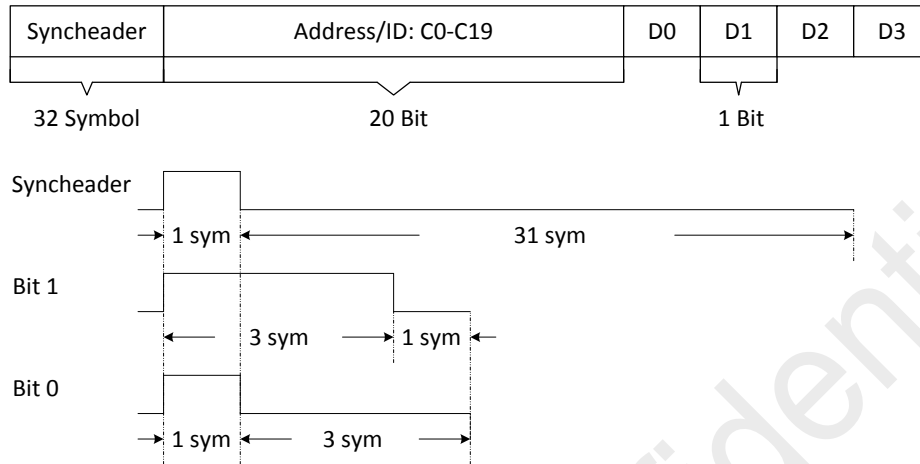 Syncheader Address/ID: C0-C19 D0 D1 D2 D3
32 Symbol 20 Bit 1 Bit
Syncheader
1 sym 31 sym
Bit 1
3 sym 1 sym
Bit 0
1 sym 3 sym